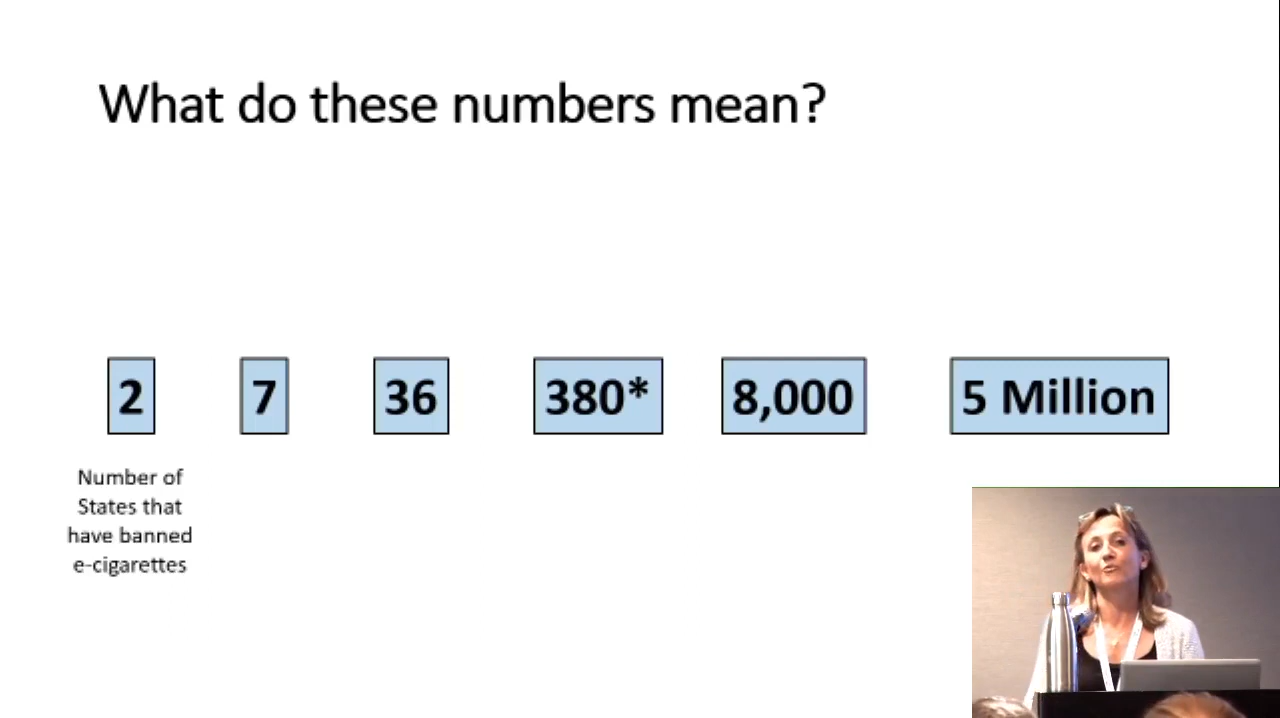 What do these numbers mean?
2
7
36
380*
8,000
5 Million
Number of
States that
have banned
e-cigarettes